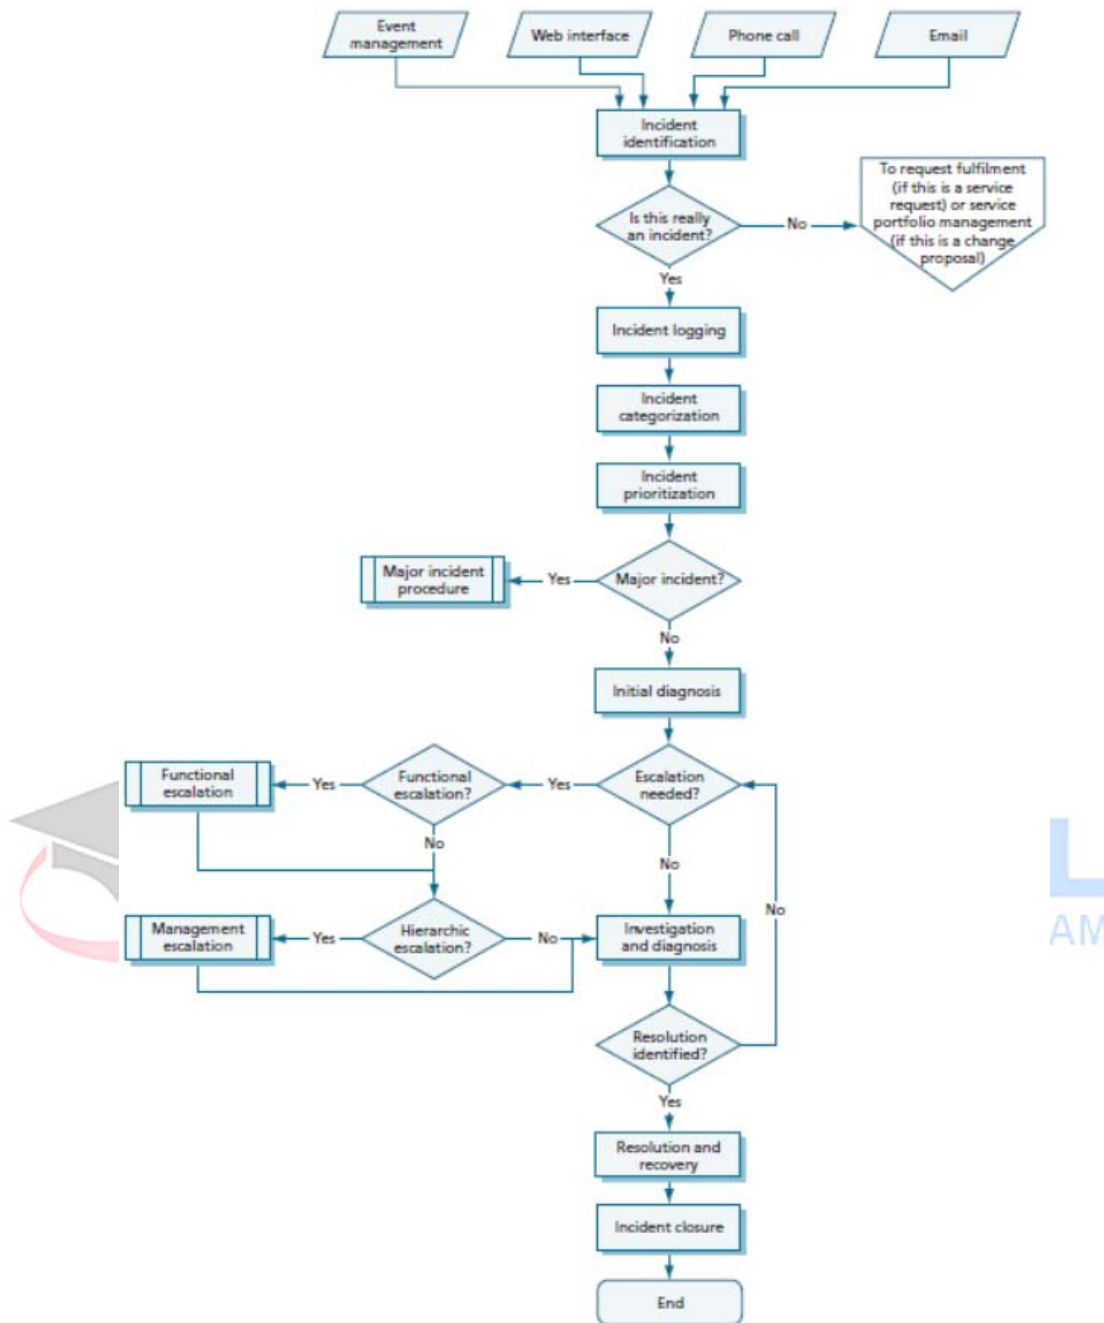 Event
management
Web interface
Phone call
Email
Incident
identification
To request fulfilment
(if this is a service
request) or service
portfolio management
(if this is a change
proposal)
Is this really
an incident?
No
Yes
Incident logging
Incident
categorization
Incident
prioritization
Major incident
procedure
Yes
Major incident?
No
Initial diagnosis
Functional
escalation
Yes
Functional
escalation?
Yes
Escalation
needed?
No
No
No
Management
escalation
Yes
Hierarchic
escalation?
No
Investigation
and diagnosis
L
AM
Resolution
identified?
Yes
Resolution and
recovery
Incident closure
End